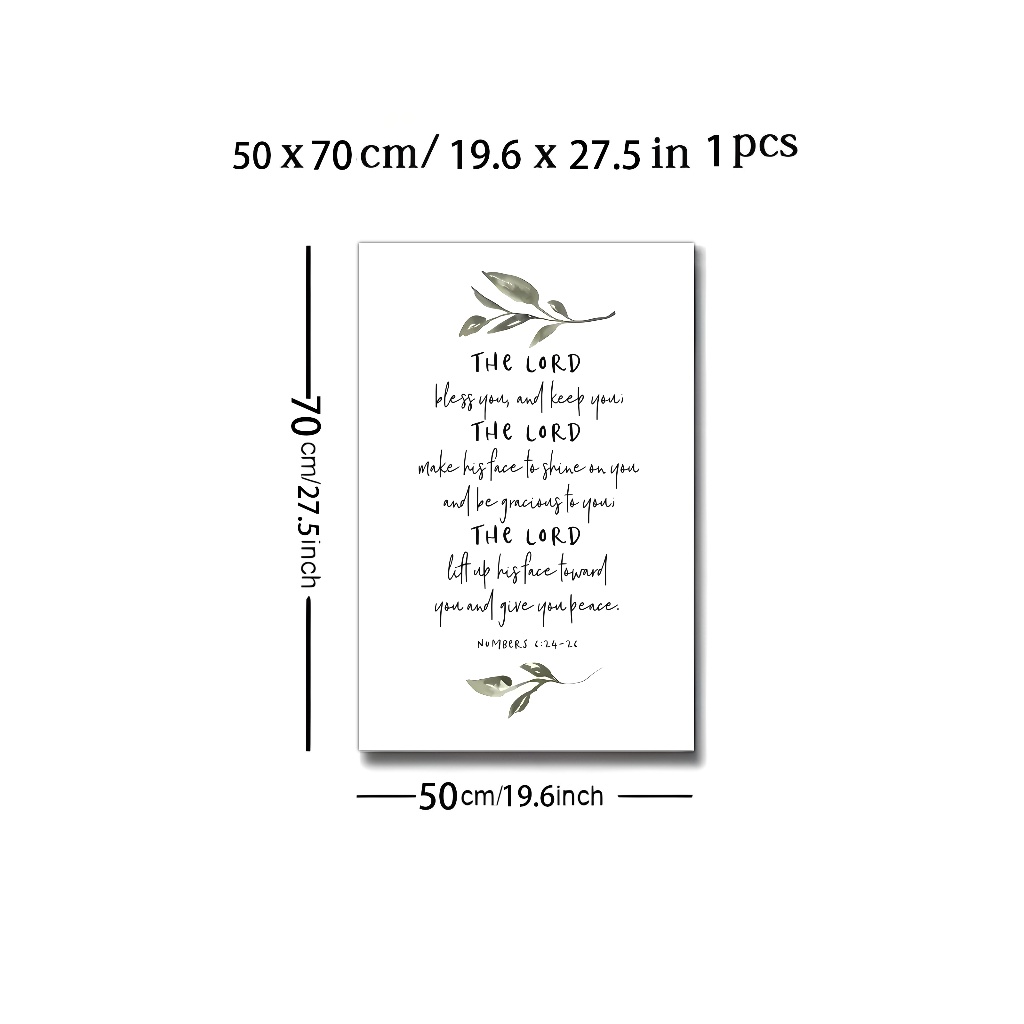 50 x 70 cm/ 19.6 x 27.5 in 1 pcs
THE LORD
bless you, and keep you;
THE LORD
make his face to shine on you
and be gracious to you;
THE LORD
lift up his face toward
you and give you peace.
NUMBERS 6:24-26
70 cm/27.5inch
50cm/19.6inch